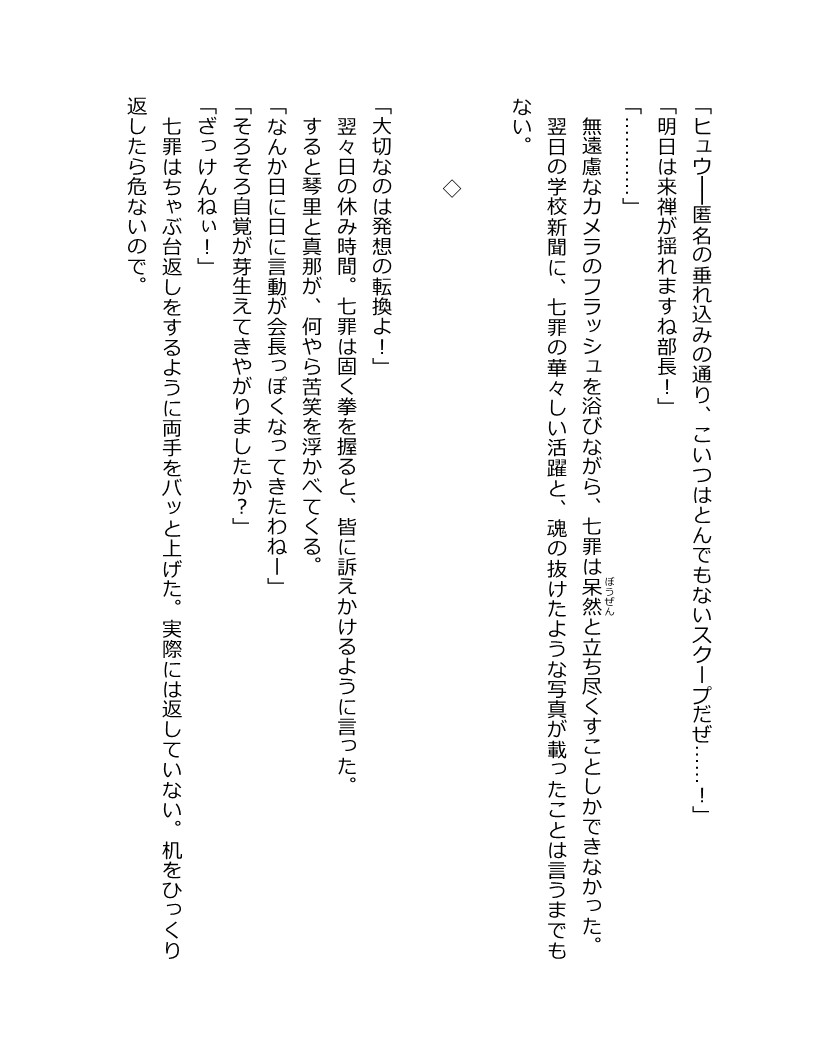 「ヒュウ――匿名の垂れ込みの通り、こいつはとんでもないスクープだぜ……！」
「明日は来禅が揺れますね部長！」
「…………」
　無遠慮なカメラのフラッシュを浴びながら、七罪は呆然と立ち尽くすことしかできなかった。
ぼうぜん
　翌日の学校新聞に、七罪の華々しい活躍と、魂の抜けたような写真が載ったことは言うまでも
ない。
◇
「大切なのは発想の転換よ！」
　翌々日の休み時間。七罪は固く拳を握ると、皆に訴えかけるように言った。
　すると琴里と真那が、何やら苦笑を浮かべてくる。
「なんか日に日に言動が会長っぽくなってきたわねー」
「そろそろ自覚が芽生えてきやがりましたか？」
「ざっけんねぃ！」
　七罪はちゃぶ台返しをするように両手をバッと上げた。実際には返していない。机をひっくり
返したら危ないので。